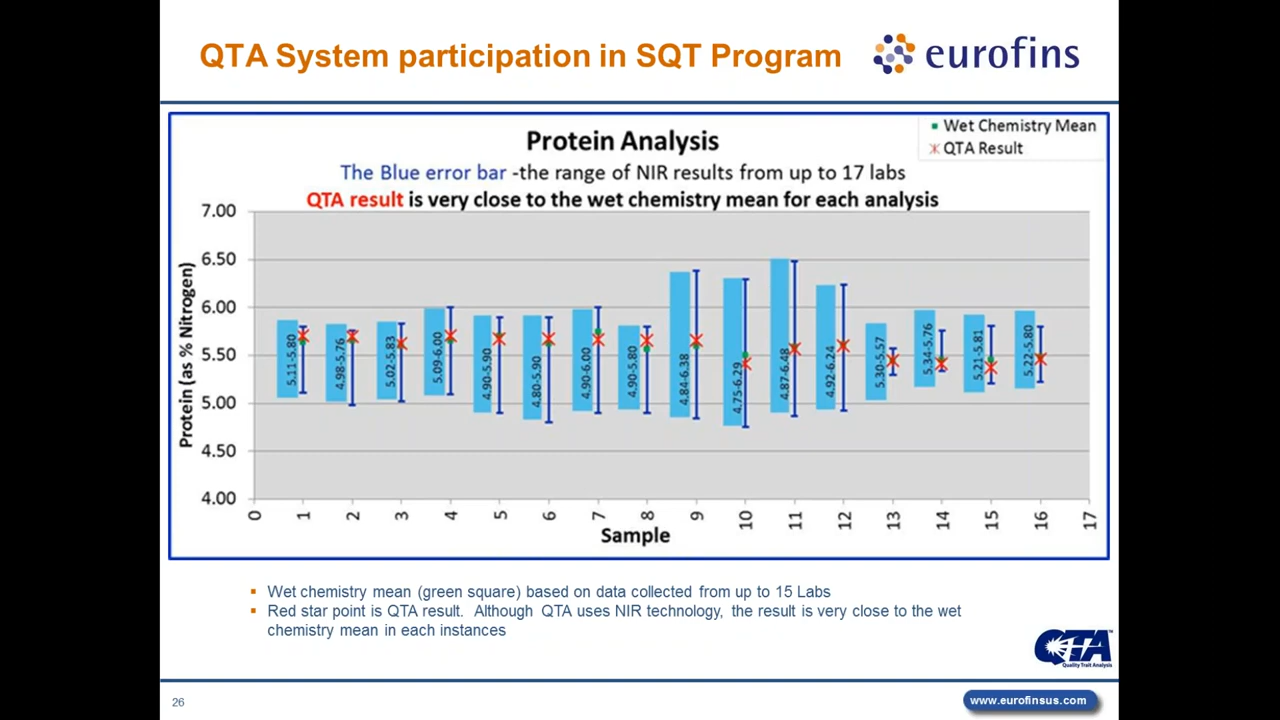 QTA System participation in SQT Program
eurofins
Wet Chemistry Mean
QTA Result
Protein Analysis
The Blue error bar -the range of NIR results from up to 17 labs
QTA result is very close to the wet chemistry mean for each analysis
Protein (as % Nitrogen)
7.00
6.50
6.00
5.50
5.00
4.50
4.00
5.11-5.80
4.98-5.76
5.02-5.83
5.09-6.00
4.90-5.90
4.80-5.90
4.90-6.00
4.90-5.80
4.84-6.38
4.75-6.29
4.87-6.48
4.92-6.24
5.30-5.57
5.34-5.76
5.21-5.81
5.22-5.80
0 1 2 3 4 5 6 7 8 9 10 11 12 13 14 15 16 17
Sample
▪ Wet chemistry mean (green square) based on data collected from up to 15 Labs
▪ Red star point is QTA result. Although QTA uses NIR technology, the result is very close to the wet
chemistry mean in each instances
QTA
Quality Trait Analysis
26
www.eurofinsus.com